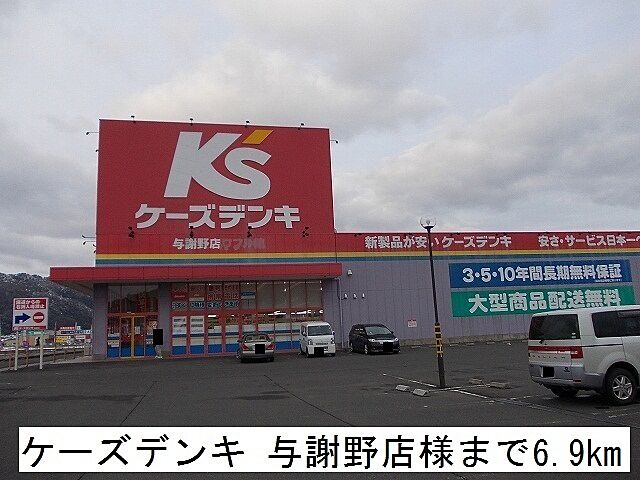 K's
ケーズデンキ
与謝野店
新製品が安いケーズデンキ 安さ・サービス日本一へ
3・5・10年間長期無料保証
大型商品配送無料
ケーズデンキ 与謝野店様まで6.9km